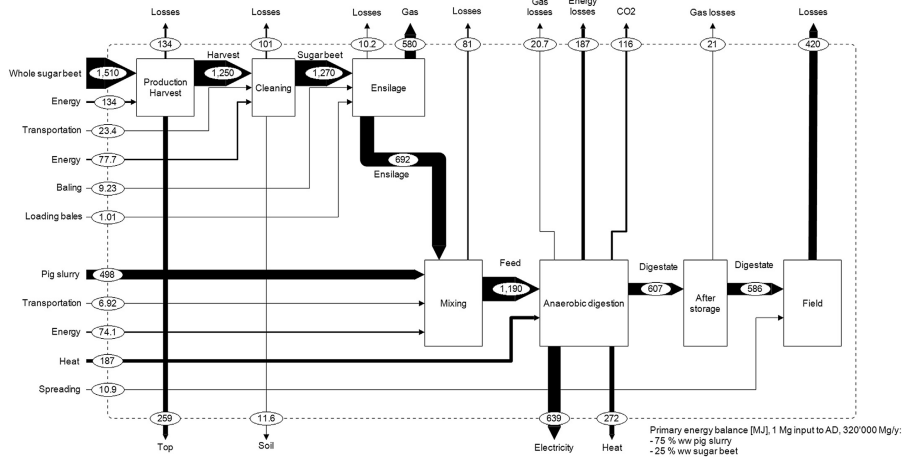 Losses
Losses
Losses
Gas
Losses
Gas
losses
Energy
losses
CO2
Gas losses
Losses
134
101
10.2
580
81
20.7
187
116
21
420
Whole sugar beet
1,510
Production
Harvest
Harvest
1,250
Cleaning
Sugar beet
1,270
Ensilage
Energy
134
Transportation
23.4
Energy
77.7
692
Ensilage
Baling
9.23
Loading bales
1.01
Pig slurry
498
Mixing
Feed
1,190
Anaerobic digestion
Digestate
607
After
storage
Digestate
586
Field
Transportation
6.92
Energy
74.1
Heat
187
Spreading
10.9
259
11.6
639
272
Top
Soil
Electricity
Heat
Primary energy balance [MJ], 1 Mg input to AD, 320'000 Mg/y:
- 75 % ww pig slurry
- 25 % ww sugar beet